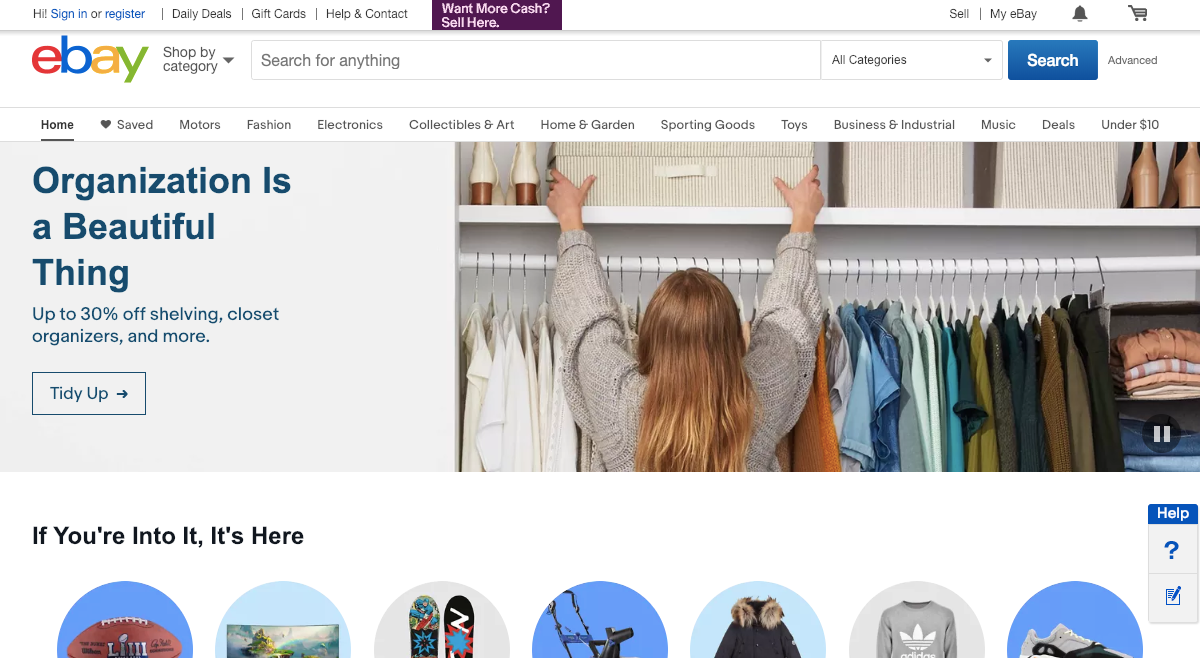 Hi! Sign in or register
Daily Deals
Gift Cards
Help & Contact
Want More Cash?
Sell Here.
Sell
My eBay
ebay
Shop by
category
Search for anything
All Categories
Search
Advanced
Home
Saved
Motors
Fashion
Electronics
Collectibles & Art
Home & Garden
Sporting Goods
Toys
Business & Industrial
Music
Deals
Under $10
Organization Is
a Beautiful
Thing
Up to 30% off shelving, closet
organizers, and more.
Tidy Up
If You're Into It, It's Here
Help
?
LIII
adidas